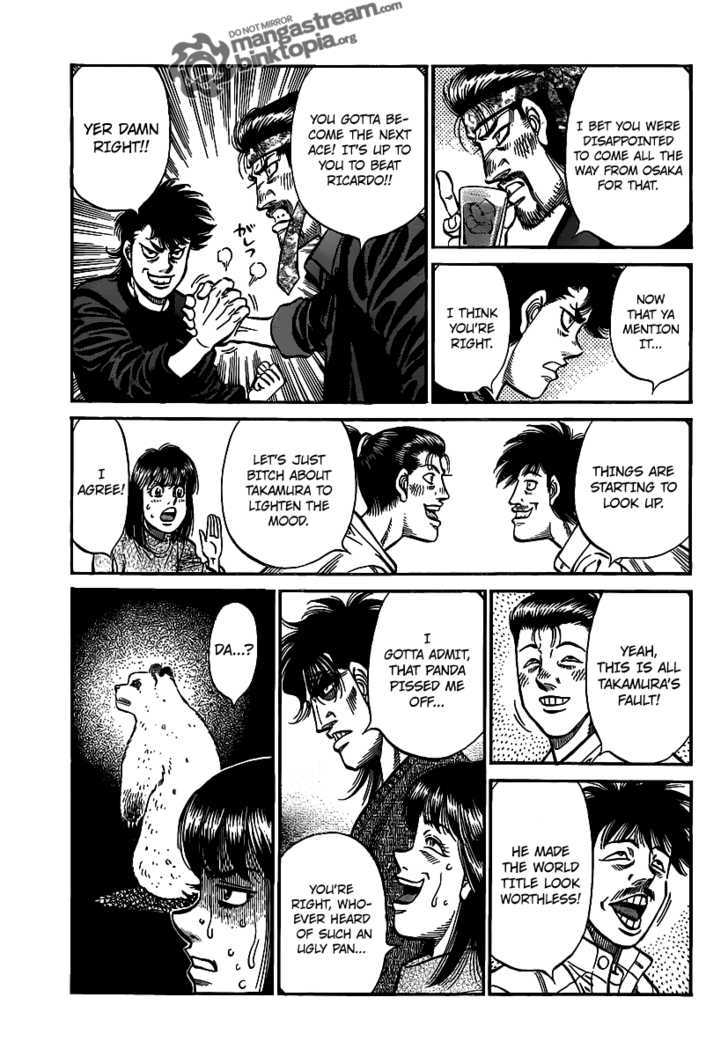 DO NOT MIRROR
mangastream.com
binktopia.org
I BET YOU WERE
DISAPPOINTED
TO COME ALL
THE
WAY FROM OSAKA
FOR THAT.
YOU GOTTA BE-
COME THE NEXT
ACE! IT'S UP TO
YOU TO BEAT
RICARDO!!
YER DAMN
RIGHT!!
ガしっ
NOW
THAT YA
MENTION
IT...
I THINK
YOU'RE
RIGHT.
THINGS ARE
STARTING TO
LOOK UP.
LET'S JUST
BITCH ABOUT
TAKAMURA TO
LIGHTEN THE
MOOD.
I
AGREE!
YEAH,
THIS IS ALL
TAKAMURA'S
FAULT!
HE MADE
THE WORLD
TITLE LOOK
WORTHLESS!
I
GOTTA ADMIT,
THAT PANDA
PISSED ME
OFF...
YOU'RE
RIGHT, WHO-
EVER HEARD
OF SUCH AN
UGLY PAN...
DA...?